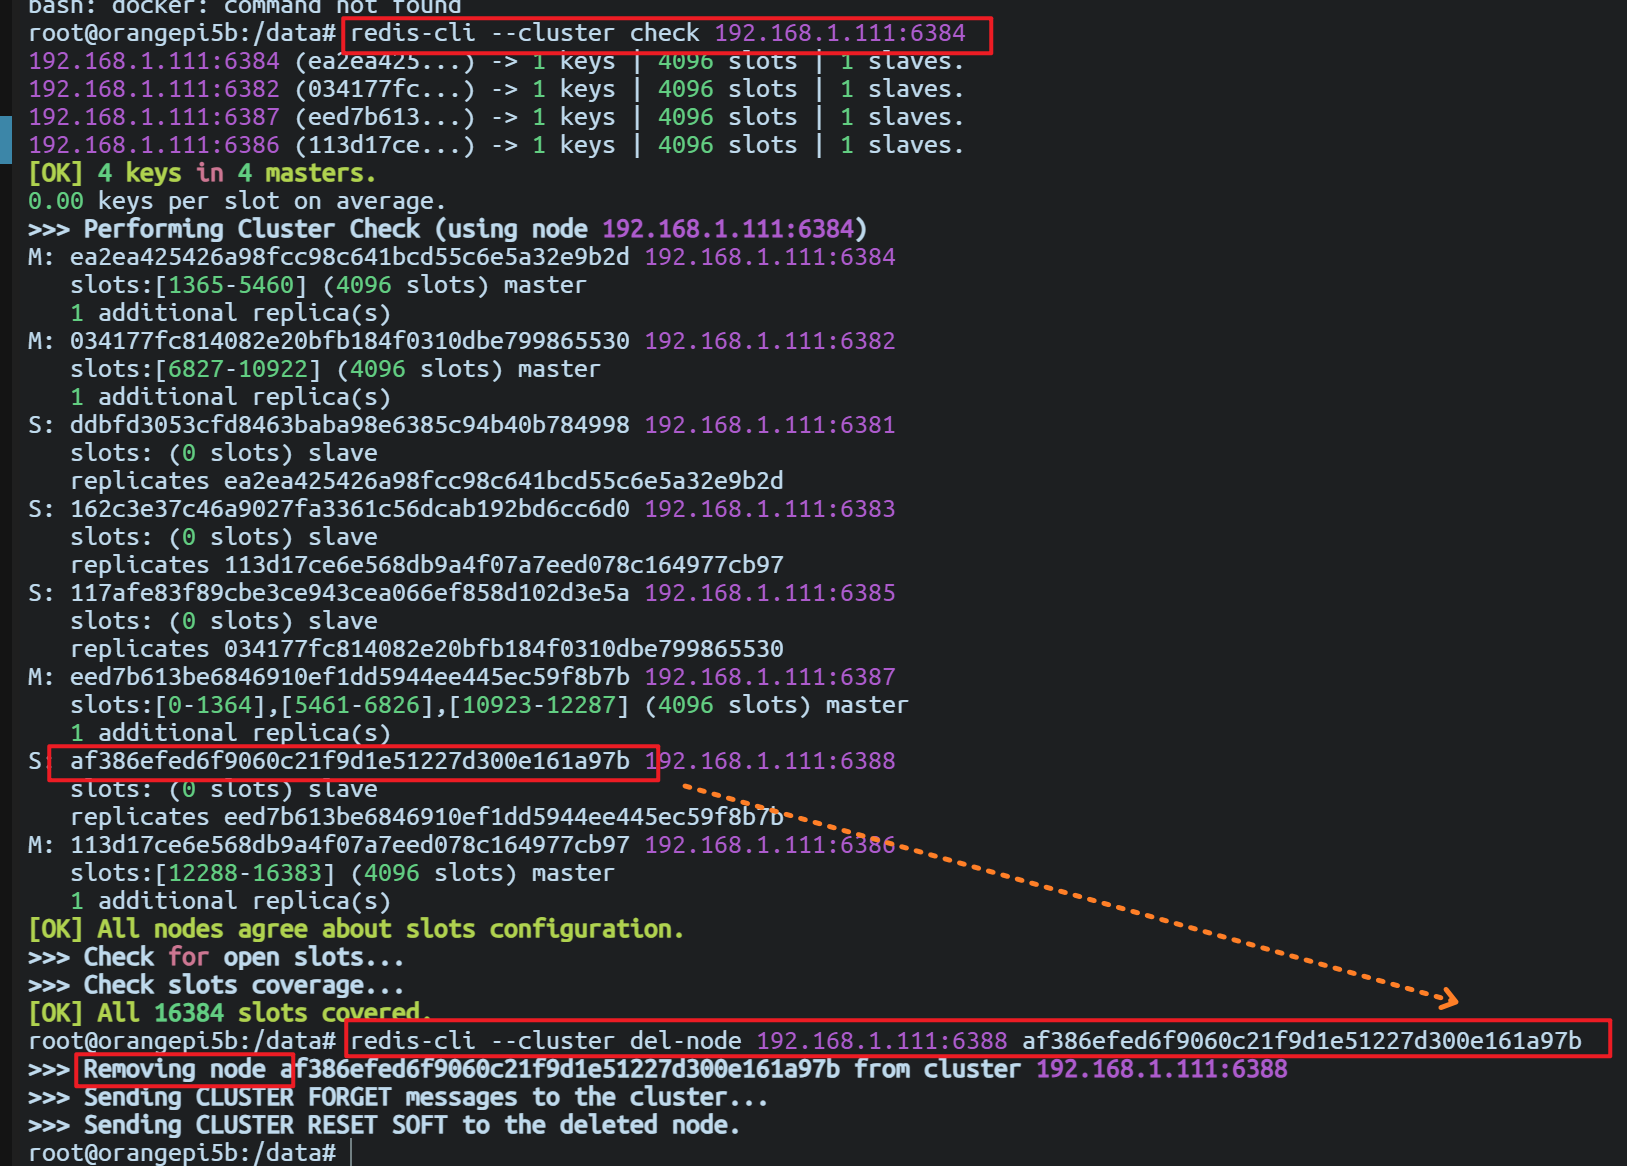 bash: docker: command not found
root@orangepi5b:/data# redis-cli --cluster check 192.168.1.111:6384
192.168.1.111:6384 (ea2ea425...) -> 1 keys | 4096 slots | 1 slaves.
192.168.1.111:6382 (034177fc...) -> 1 keys | 4096 slots | 1 slaves.
192.168.1.111:6387 (eed7b613...) -> 1 keys | 4096 slots | 1 slaves.
192.168.1.111:6386 (113d17ce...) -> 1 keys | 4096 slots | 1 slaves.
[OK] 4 keys in 4 masters.
0.00 keys per slot on average.
>>> Performing Cluster Check (using node 192.168.1.111:6384)
M: ea2ea425426a98fcc98c641bcd55c6e5a32e9b2d 192.168.1.111:6384
   slots:[1365-5460] (4096 slots) master
   1 additional replica(s)
M: 034177fc814082e20bfb184f0310dbe799865530 192.168.1.111:6382
   slots:[6827-10922] (4096 slots) master
   1 additional replica(s)
S: ddbfd3053cfd8463baba98e6385c94b40b784998 192.168.1.111:6381
   slots: (0 slots) slave
   replicates ea2ea425426a98fcc98c641bcd55c6e5a32e9b2d
S: 162c3e37c46a9027fa3361c56dcab192bd6cc6d0 192.168.1.111:6383
   slots: (0 slots) slave
   replicates 113d17ce6e568db9a4f07a7eed078c164977cb97
S: 117afe83f89cbe3ce943cea066ef858d102d3e5a 192.168.1.111:6385
   slots: (0 slots) slave
   replicates 034177fc814082e20bfb184f0310dbe799865530
M: eed7b613be6846910ef1dd5944ee445ec59f8b7b 192.168.1.111:6387
   slots:[0-1364],[5461-6826],[10923-12287] (4096 slots) master
   1 additional replica(s)
S: af386efed6f9060c21f9d1e51227d300e161a97b 192.168.1.111:6388
   slots: (0 slots) slave
   replicates eed7b613be6846910ef1dd5944ee445ec59f8b7b
M: 113d17ce6e568db9a4f07a7eed078c164977cb97 192.168.1.111:6386
   slots:[12288-16383] (4096 slots) master
   1 additional replica(s)
[OK] All nodes agree about slots configuration.
>>> Check for open slots...
>>> Check slots coverage...
[OK] All 16384 slots covered.
root@orangepi5b:/data# redis-cli --cluster del-node 192.168.1.111:6388 af386efed6f9060c21f9d1e51227d300e161a97b
>>> Removing node af386efed6f9060c21f9d1e51227d300e161a97b from cluster 192.168.1.111:6388
>>> Sending CLUSTER FORGET messages to the cluster...
>>> Sending CLUSTER RESET SOFT to the deleted node.
root@orangepi5b:/data#